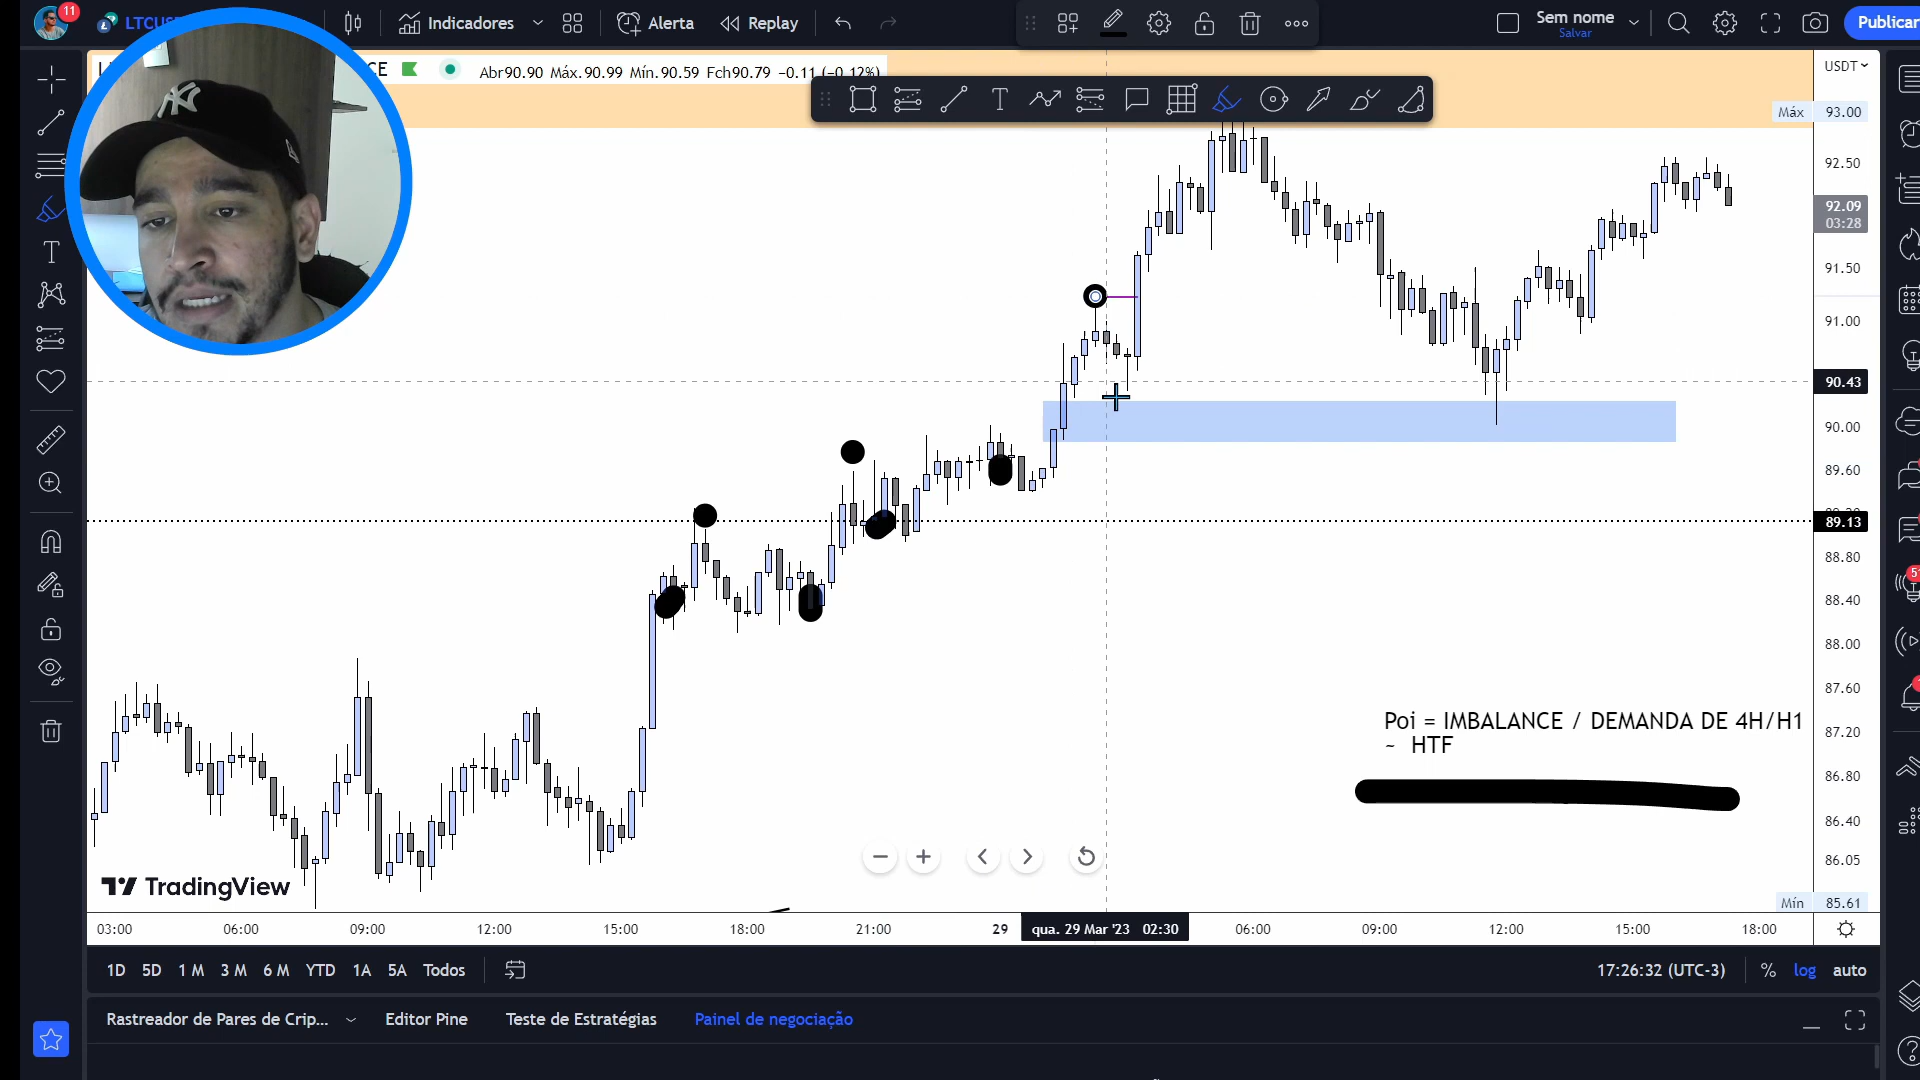 11
Indicadores
Alerta
Replay
Sem nome
Salvar
Publicar
CE
Abr90.90 Máx.90.99 Mín.90.59 Fch90.79 −0.11 (−0.12%)
USDT
Máx 93.00
92.50
92.09
03:28
91.50
91.00
90.43
90.00
89.60
89.13
88.80
88.40
88.00
87.60
Poi = IMBALANCE / DEMANDA DE 4H/H1
~ HTF
87.20
86.80
86.40
86.05
TradingView
Mín 85.61
03:00 06:00 09:00 12:00 15:00 18:00 21:00 29 qua. 29 Mar '23 02:30 06:00 09:00 12:00 15:00 18:00
1D 5D 1 M 3 M 6 M YTD 1A 5A Todos
17:26:32 (UTC-3) % log auto
Rastreador de Pares de Crip...
Editor Pine
Teste de Estratégias
Painel de negociação